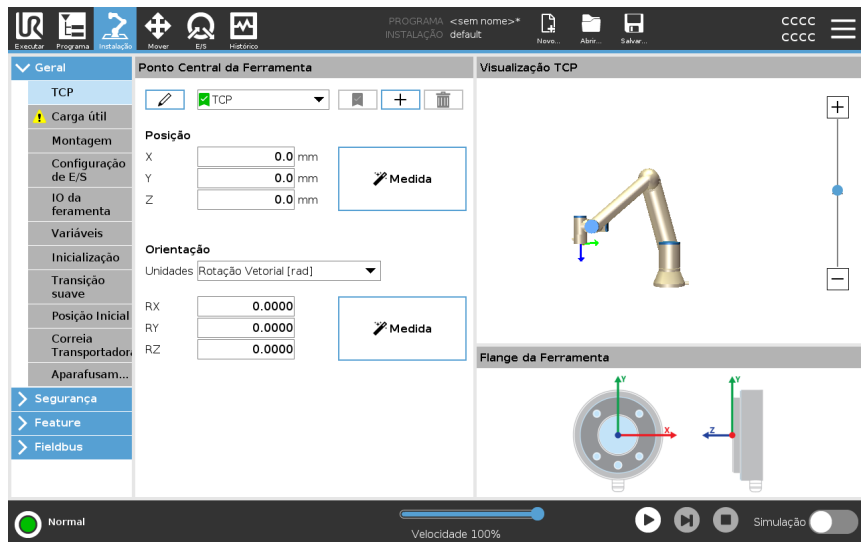 UR
PROGRAMA <sem nome>*
INSTALAÇÃO default
CCCC
CCCC
Executar Programa Instalação Mover E/S Histórico Novo... Abrir... Salvar...
Geral
TCP
Carga útil
Montagem
Configuração
de E/S
IO da
feramenta
Variáveis
Inicialização
Transição
suave
Posição Inicial
Correia
Transportador
Aparafusam...
Segurança
Feature
Fieldbus
Ponto Central da Ferramenta
TCP
Posição
X 0.0 mm
Y 0.0 mm
Z 0.0 mm
Medida
Orientação
Unidades Rotação Vetorial [rad]
RX 0.0000
RY 0.0000
RZ 0.0000
Medida
Visualização TCP
Flange da Ferramenta
Y Y
X Z
Normal
Velocidade 100%
Simulação